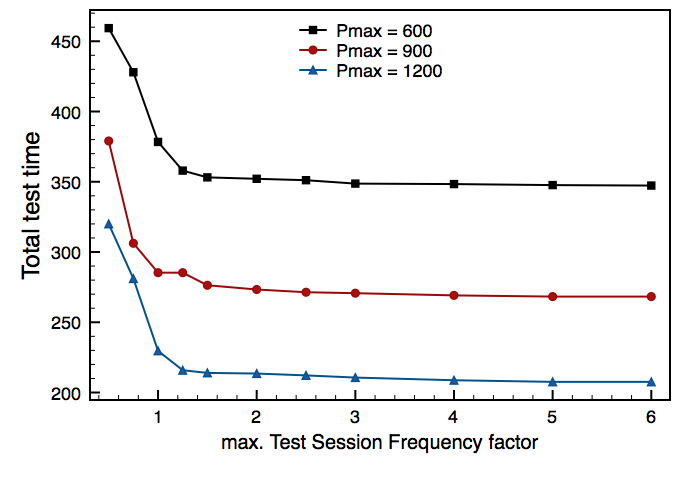 Pmax = 600
Pmax = 900
Pmax = 1200
Total test time
450
400
350
300
250
200
1 2 3 4 5 6
max. Test Session Frequency factor